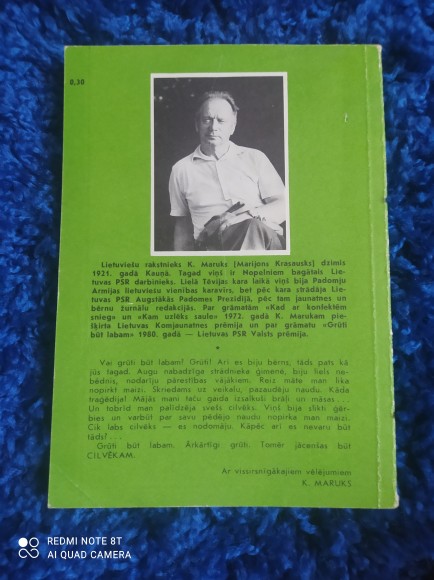 0,30
Lietuviešu rakstnieks K. Maruks [Marijons Krasausks] dzimis
1921. gadā Kauņā. Tagad viņš ir Nopelniem bagātais Lie-
tuvas PSR darbinieks. Lielā Tēvijas kara laikā viņš bija Padomju
Armijas lietuviešu vienības karavīrs, bet pēc kara strādāja Lie-
tuvas PSR Augstākās Padomes Prezidijā, pēc tam jaunatnes un
bērnu žurnālu redakcijās. Par grāmatām «Kad ar konfektēm
snieg» un «Kam uzlēks saule» 1972. gadā K. Marukam pie-
šķirta Lietuvas Komjaunatnes prēmija un par grāmatu «Grūti
būt labam» 1980. gadā — Lietuvas PSR Valsts prēmija.
•
Vai grūti būt labam? Grūti! Arī es biju bērns, tāds pats kā
jūs tagad. Augu nabadzīga strādnieka ģimenē, biju liels ne-
bēdnis, nodarīju pārestības vājākiem. Reiz māte man lika
nopirkt maizi. Skriedams uz veikalu, pazaudēju naudu. Kāda
traģēdija! Mājās mani taču gaida izsalkuši brāļi un māsas...
Un tobrīd man palīdzēja svešs cilvēks. Viņš bija slikti ģēr-
bies un varbūt par savu pēdējo naudu nopirka man maizi.
Cik labs cilvēks — es nodomāju. Kāpēc arī es nevaru būt
tāds?...
Grūti būt labam. Ārkārtīgi grūti. Tomēr jācenšas būt
CILVĒKAM.
Ar vissirsnīgākajiem vēlējumiem
K. MARUKS
REDMI NOTE 8T
AI QUAD CAMERA